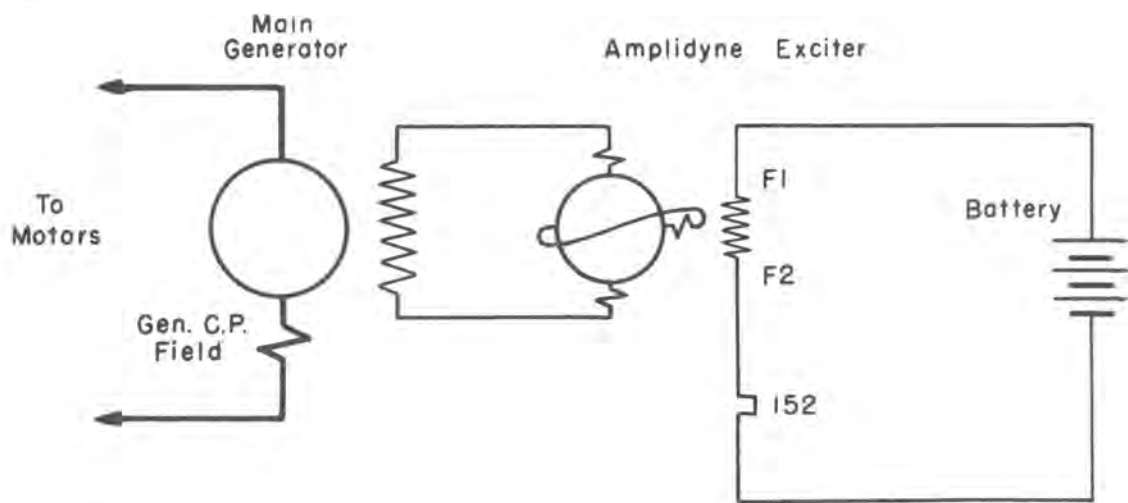 Main
Generator
Amplidyne Exciter
To
Motors
F1
Battery
F2
Gen. C.P.
Field
152